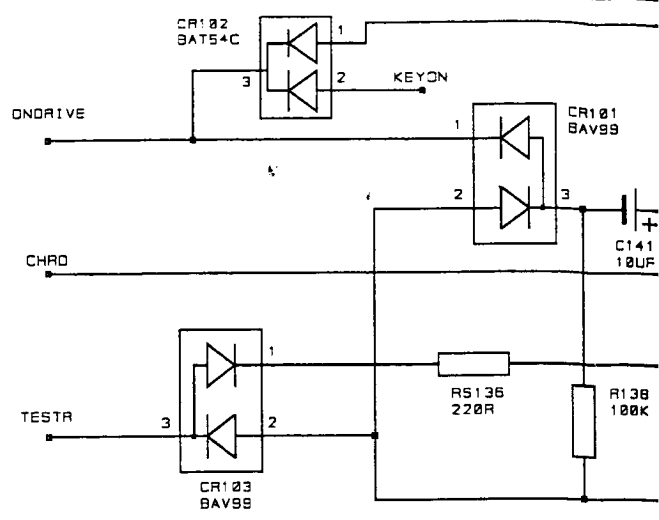 CR102
BAT54C
1
3
2
KEYON
ONDRIVE
CR101
BAV99
1
2
3
C141
10UF
+
CHRD
1
RS136
220R
R138
100K
TESTR
3
2
CR103
BAV99